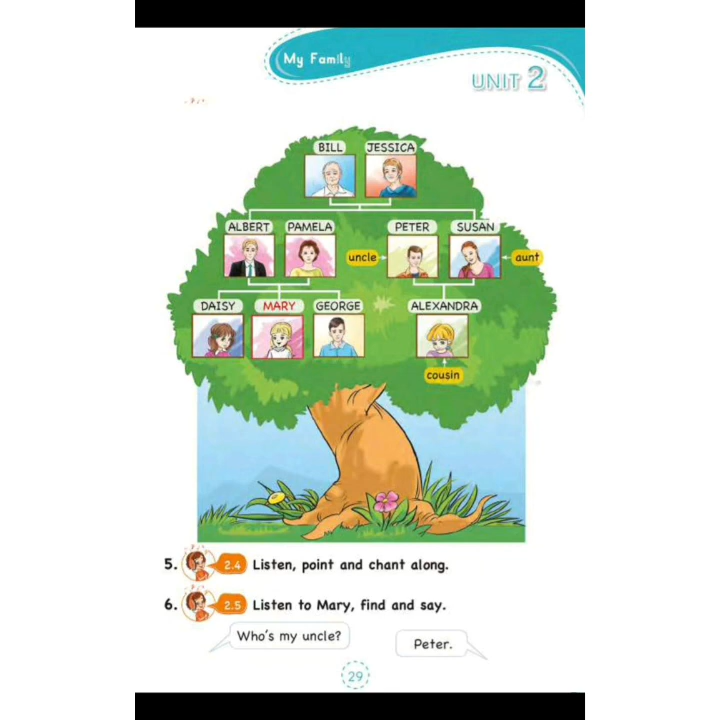 My Family
UNIT 2
BILL JESSICA
ALBERT PAMELA PETER SUSAN
uncle aunt
DAISY MARY GEORGE ALEXANDRA
cousin
5. 2.4 Listen, point and chant along.
6. 2.5 Listen to Mary, find and say.
Who's my uncle?
Peter.
29